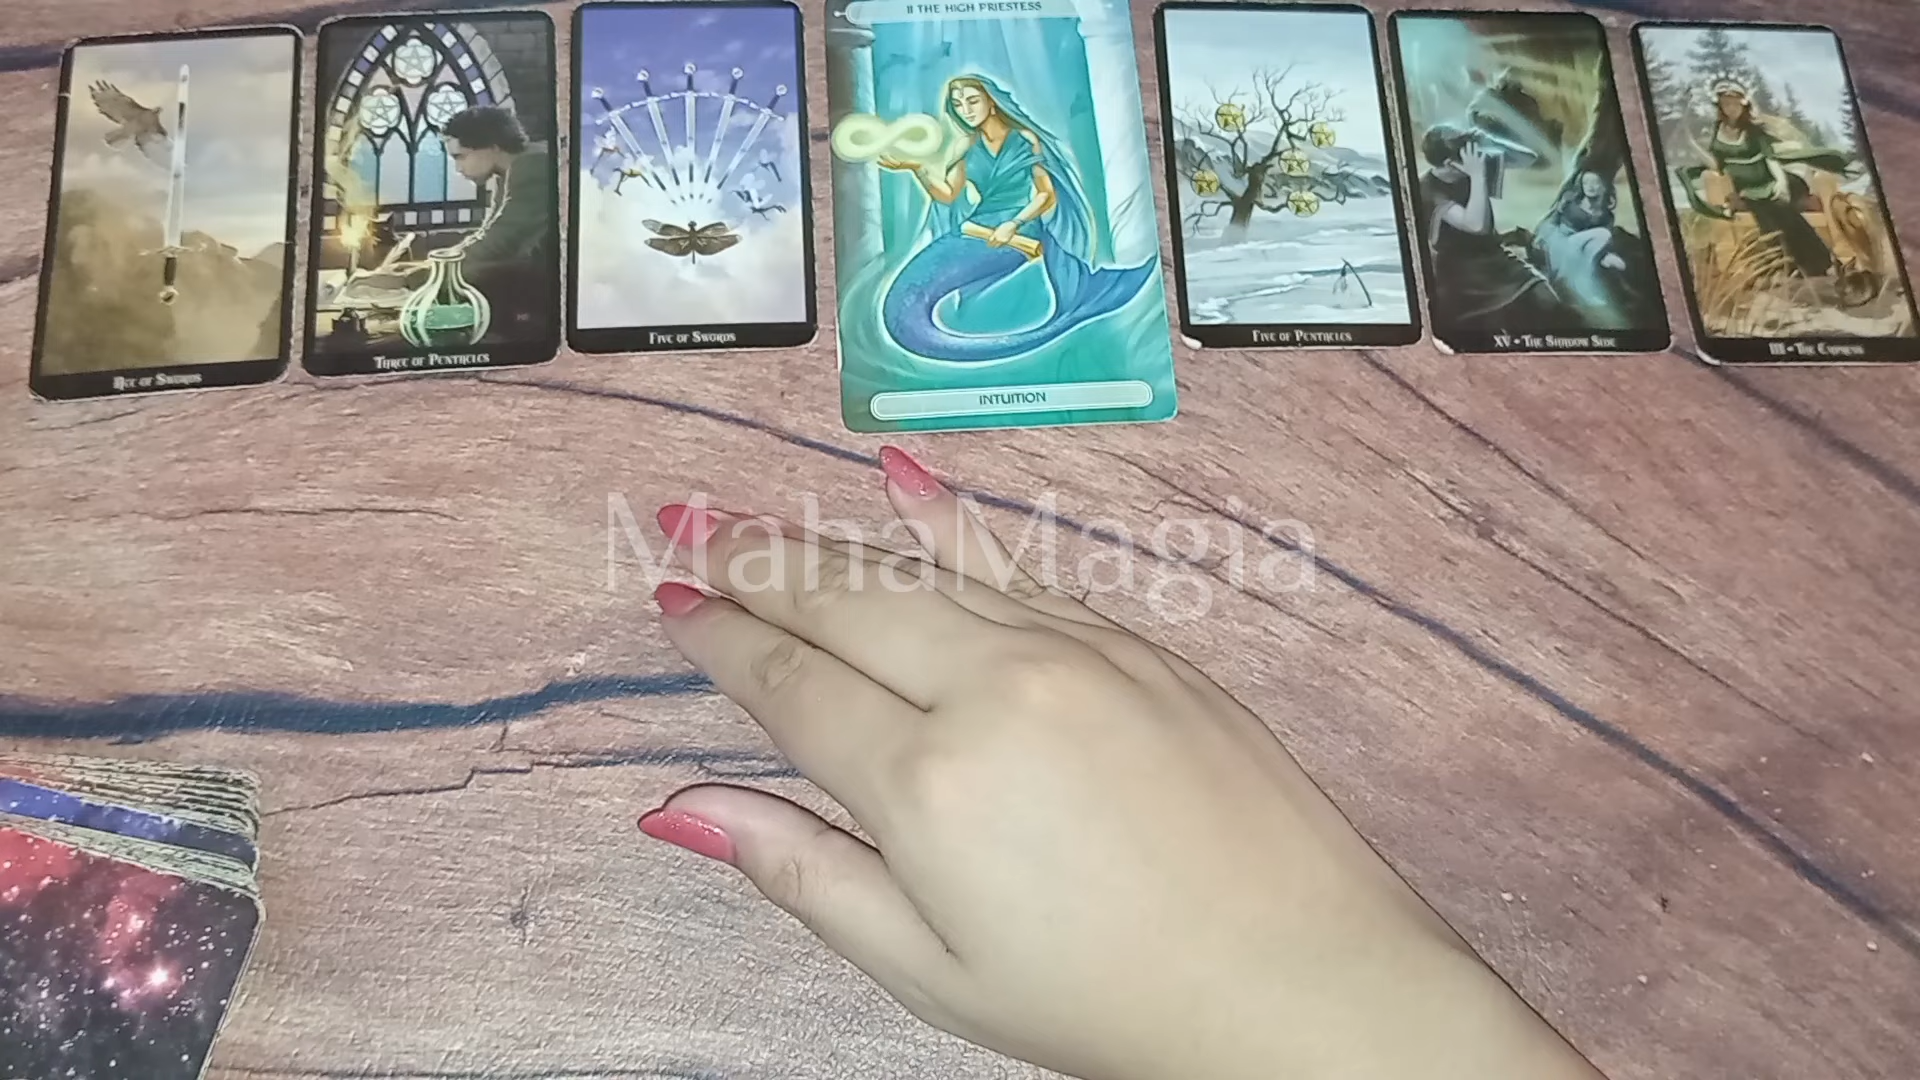 II THE HIGH PRIESTESS
ACE OF SWORDS
THREE OF PENTACLES
FIVE OF SWORDS
INTUITION
FIVE OF PENTACLES
XV • THE SHADOW SIDE
III • THE EMPRESS
MahaMagia